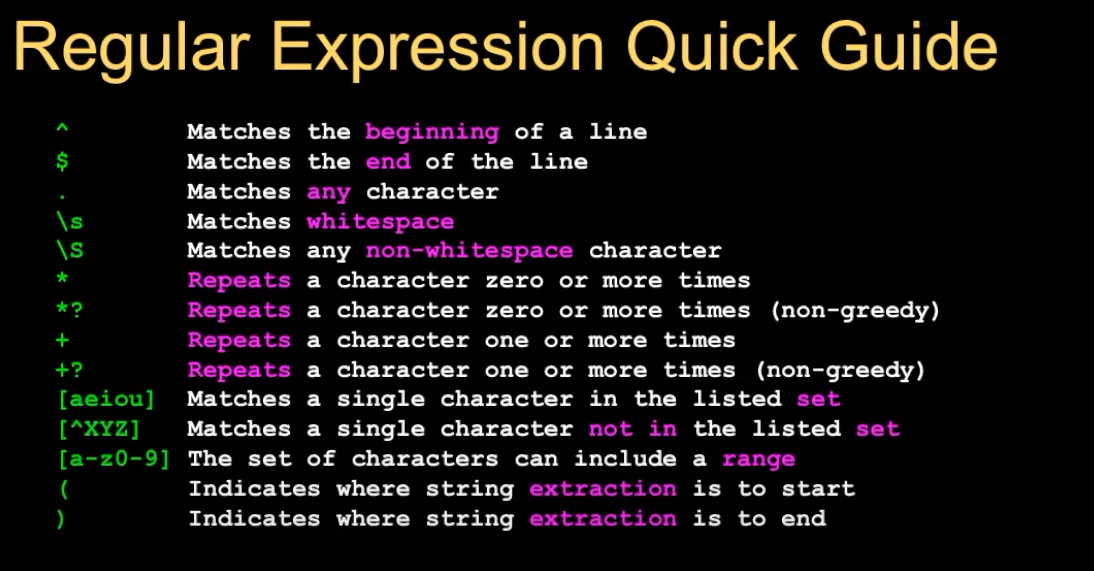 Regular Expression Quick Guide
^ Matches the beginning of a line
$ Matches the end of the line
. Matches any character
\s Matches whitespace
\S Matches any non-whitespace character
* Repeats a character zero or more times
*? Repeats a character zero or more times (non-greedy)
+ Repeats a character one or more times
+? Repeats a character one or more times (non-greedy)
[aeiou] Matches a single character in the listed set
[^XYZ] Matches a single character not in the listed set
[a-z0-9] The set of characters can include a range
( Indicates where string extraction is to start
) Indicates where string extraction is to end